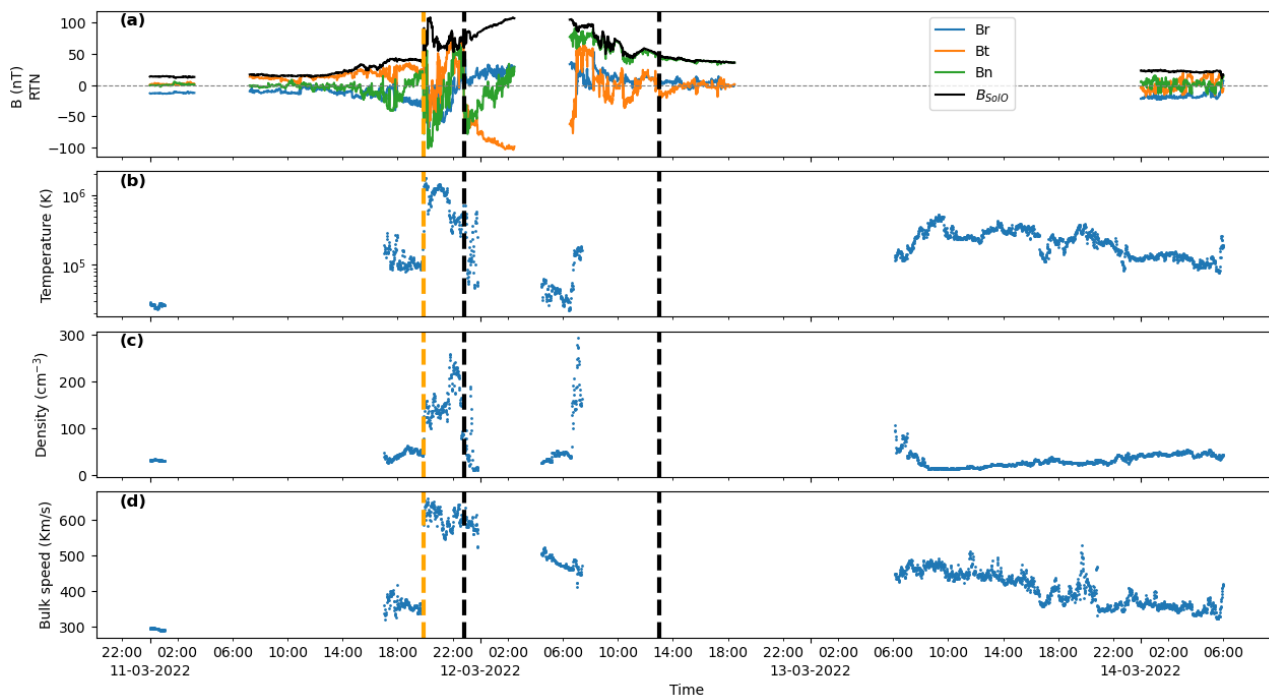 (a)
100
50
0
−50
−100
B (nT)
RTN
Br
Bt
Bn
B_SolO
(b)
10^6
10^5
Temperature (K)
(c)
300
200
100
0
Density (cm^−3)
(d)
600
500
400
300
Bulk speed (Km/s)
22:00 02:00 06:00 10:00 14:00 18:00 22:00 02:00 06:00 10:00 14:00 18:00 22:00 02:00 06:00 10:00 14:00 18:00 22:00 02:00 06:00
11-03-2022 12-03-2022 13-03-2022 14-03-2022
Time